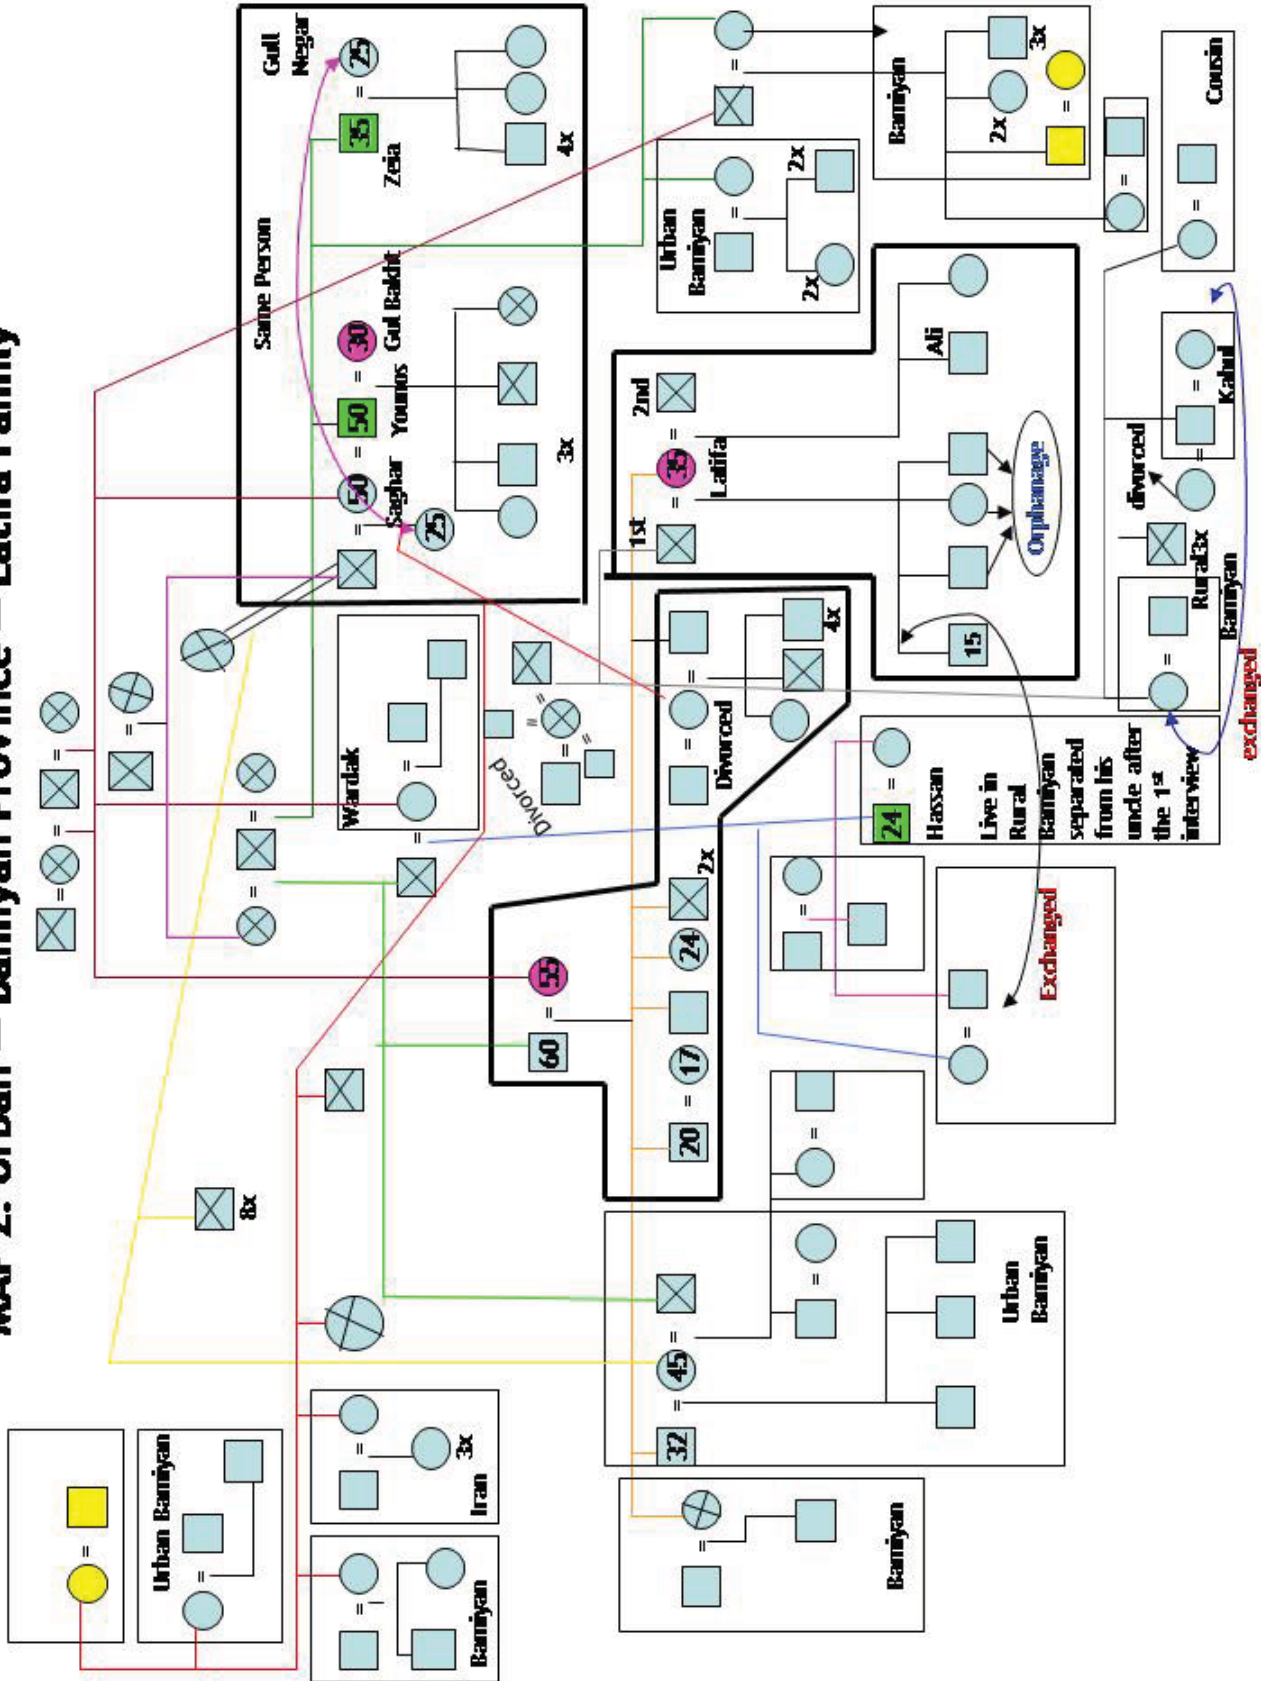 MAP 2: Urban – Bamiyan Province – Latifa Family
Gull
Negar
25
=
35
Zeia
4x
Same Person
Gul Bakht
30
=
50
Younos
=
50
Saghar
=
25
3x
Bamiyan
3x
2x
=
=
Urban
Bamiyan
=
2x
2x
=
Cousin
=
2nd
=
35
Latifa
=
1st
Ali
Orphanage
15
Kabul
=
divorced
=
3x
Rural
Bamiyan
=
exchanged
Wardak
=
=
Divorced
=
=
=
=
Divorced
=
=
4x
2x
24
17
=
20
55
=
60
24
=
Hassan
Live in
Rural
Bamiyan
separated
from his
uncle after
the 1st
interview
=
Exchanged
=
=
=
=
=
=
=
=
8x
=
Urban Bamiyan
=
=
3x
Iran
=
Bamiyan
=
45
=
32
=
=
Urban
Bamiyan
=
Bamiyan